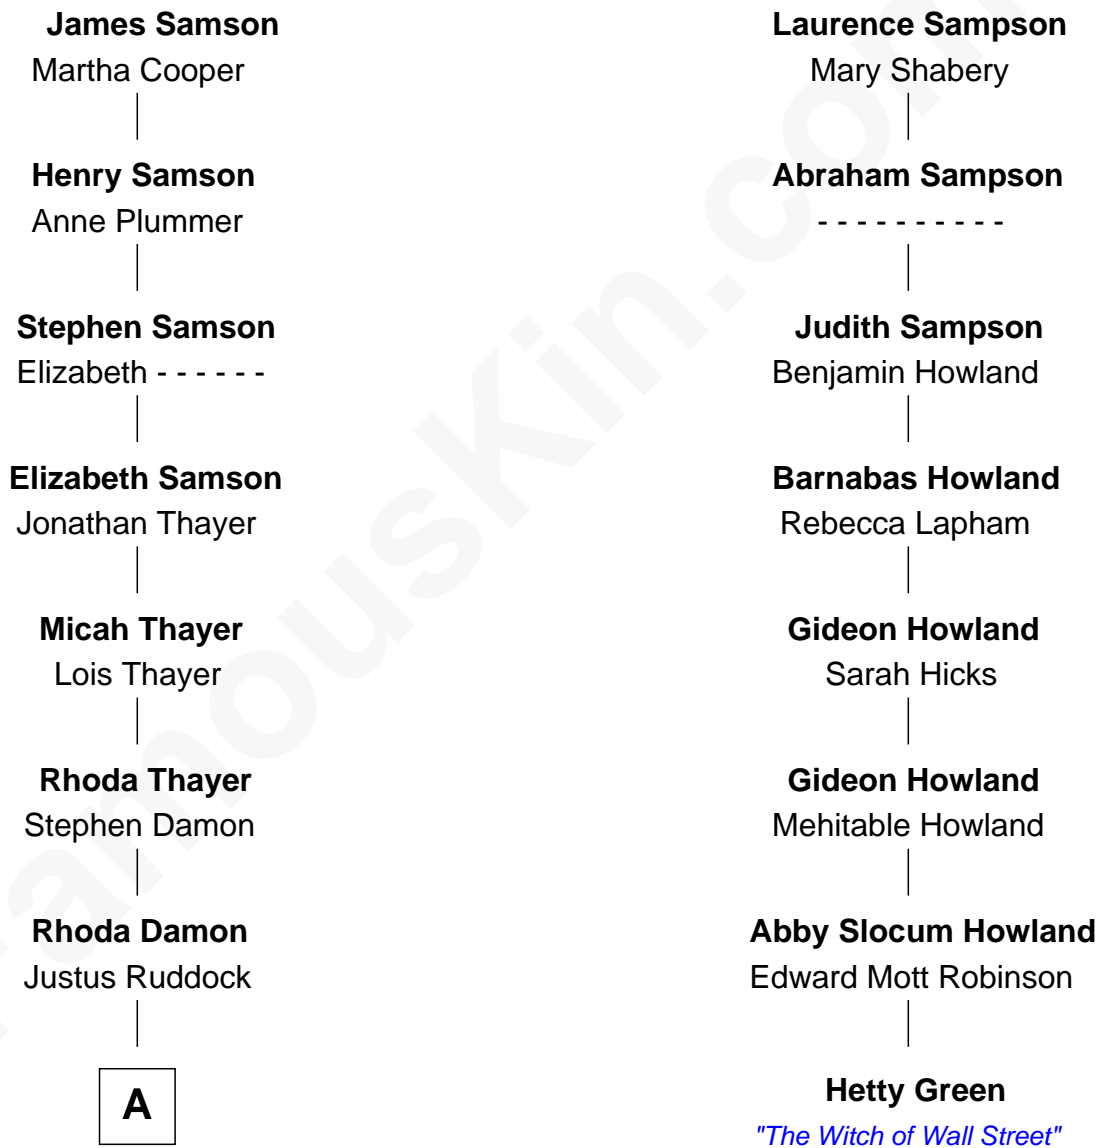 James Samson
Martha Cooper
Henry Samson
Anne Plummer
Stephen Samson
Elizabeth - - - - - -
Elizabeth Samson
Jonathan Thayer
Micah Thayer
Lois Thayer
Rhoda Thayer
Stephen Damon
Rhoda Damon
Justus Ruddock
A
Laurence Sampson
Mary Shabery
Abraham Sampson
- - - - - - - - - -
Judith Sampson
Benjamin Howland
Barnabas Howland
Rebecca Lapham
Gideon Howland
Sarah Hicks
Gideon Howland
Mehitable Howland
Abby Slocum Howland
Edward Mott Robinson
Hetty Green
"The Witch of Wall Street"
FamousKin.com